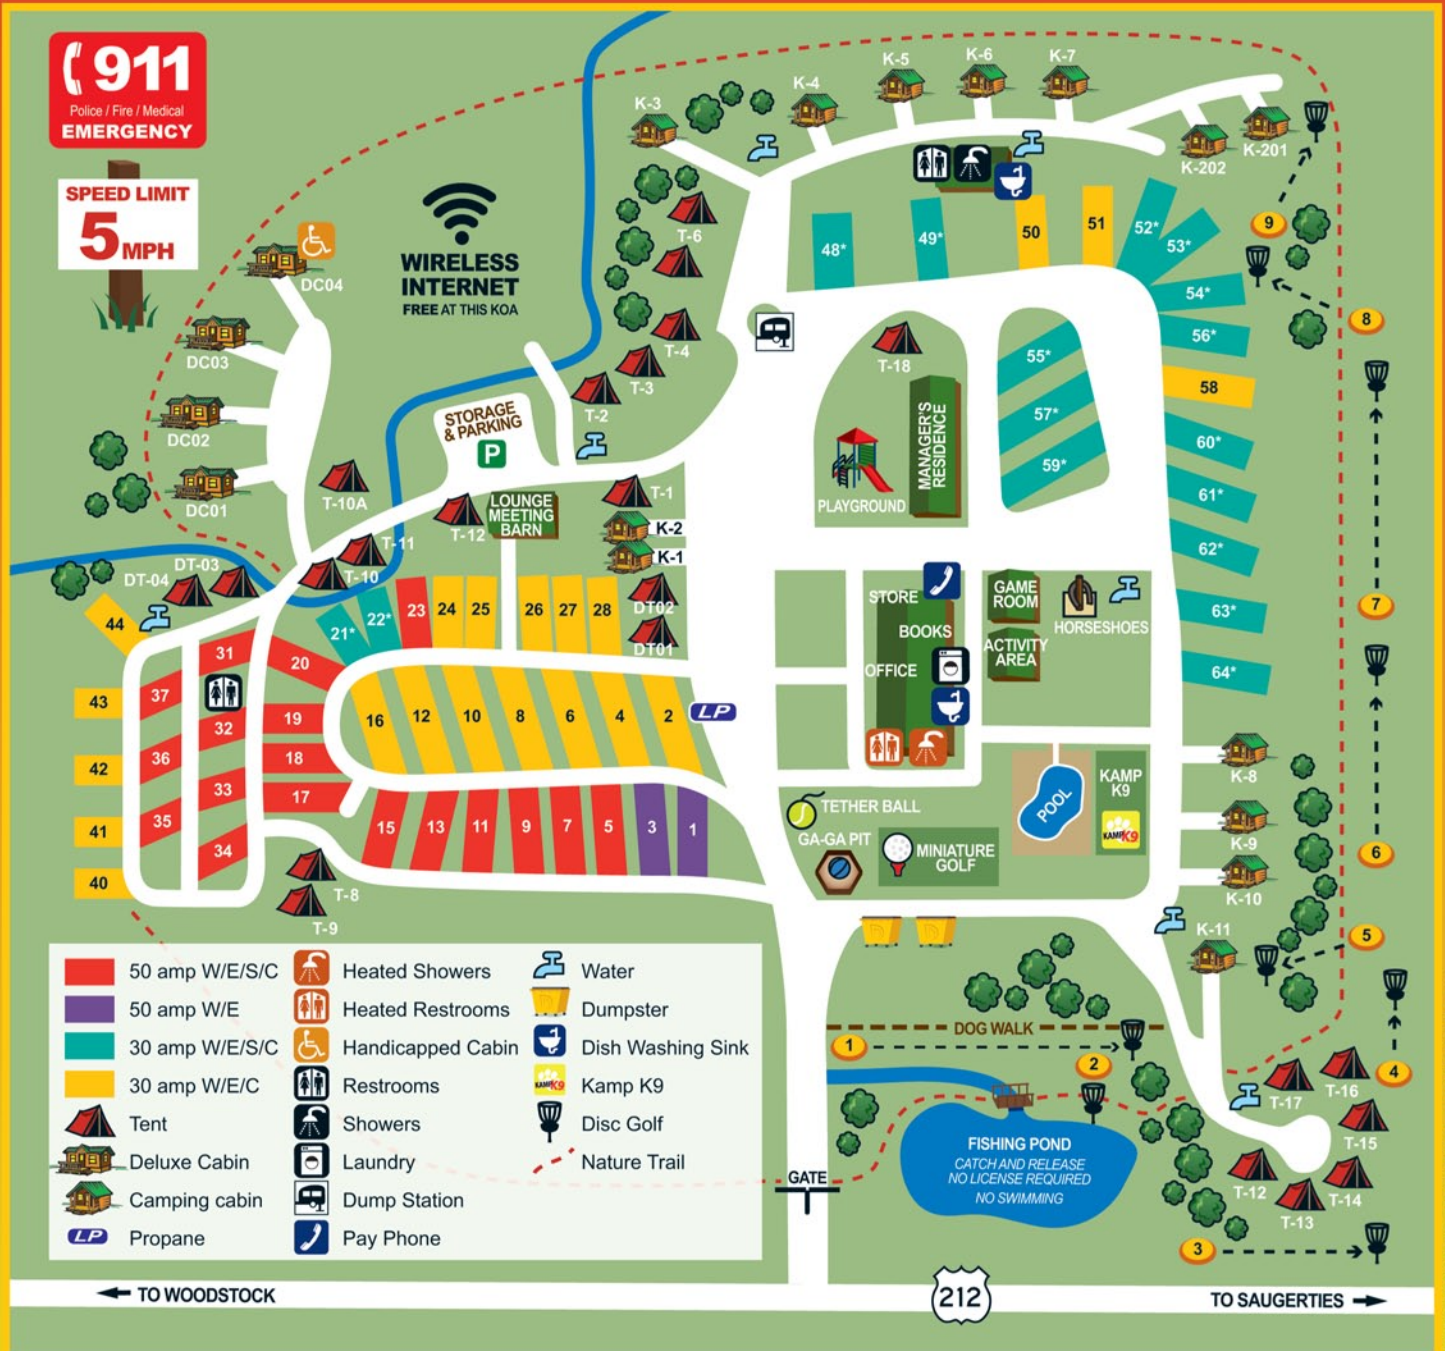 911
Police / Fire / Medical
EMERGENCY
SPEED LIMIT
5 MPH
WIRELESS
INTERNET
FREE AT THIS KOA
K-3
K-4
K-5
K-6
K-7
K-202
K-201
T-6
T-4
T-3
T-2
DC04
DC03
DC02
DC01
T-10A
STORAGE
& PARKING
P
T-12
LOUNGE
MEETING
BARN
T-1
K-2
K-1
DT02
DT01
T-11
T-10
DT-03
DT-04
48*
49*
50
51
52*
53*
54*
56*
58
60*
61*
62*
63*
64*
55*
57*
59*
T-18
PLAYGROUND
MANAGER'S
RESIDENCE
9
8
7
6
5
4
44
43
42
41
40
37
36
35
31
32
33
34
20
19
18
17
21*
22*
23
24
25
26
27
28
16
12
10
8
6
4
2
LP
15
13
11
9
7
5
3
1
T-8
T-9
STORE
BOOKS
OFFICE
GAME
ROOM
ACTIVITY
AREA
HORSESHOES
POOL
KAMP
K9
KAMP K9
TETHER BALL
GA-GA PIT
MINIATURE
GOLF
K-8
K-9
K-10
K-11
DOG WALK
1
2
3
FISHING POND
CATCH AND RELEASE
NO LICENSE REQUIRED
NO SWIMMING
GATE
T-17
T-16
T-15
T-14
T-13
T-12
50 amp W/E/S/C
50 amp W/E
30 amp W/E/S/C
30 amp W/E/C
Tent
Deluxe Cabin
Camping cabin
LP Propane
Heated Showers
Heated Restrooms
Handicapped Cabin
Restrooms
Showers
Laundry
Dump Station
Pay Phone
Water
D Dumpster
Dish Washing Sink
KAMP K9 Kamp K9
Disc Golf
Nature Trail
TO WOODSTOCK
212
TO SAUGERTIES